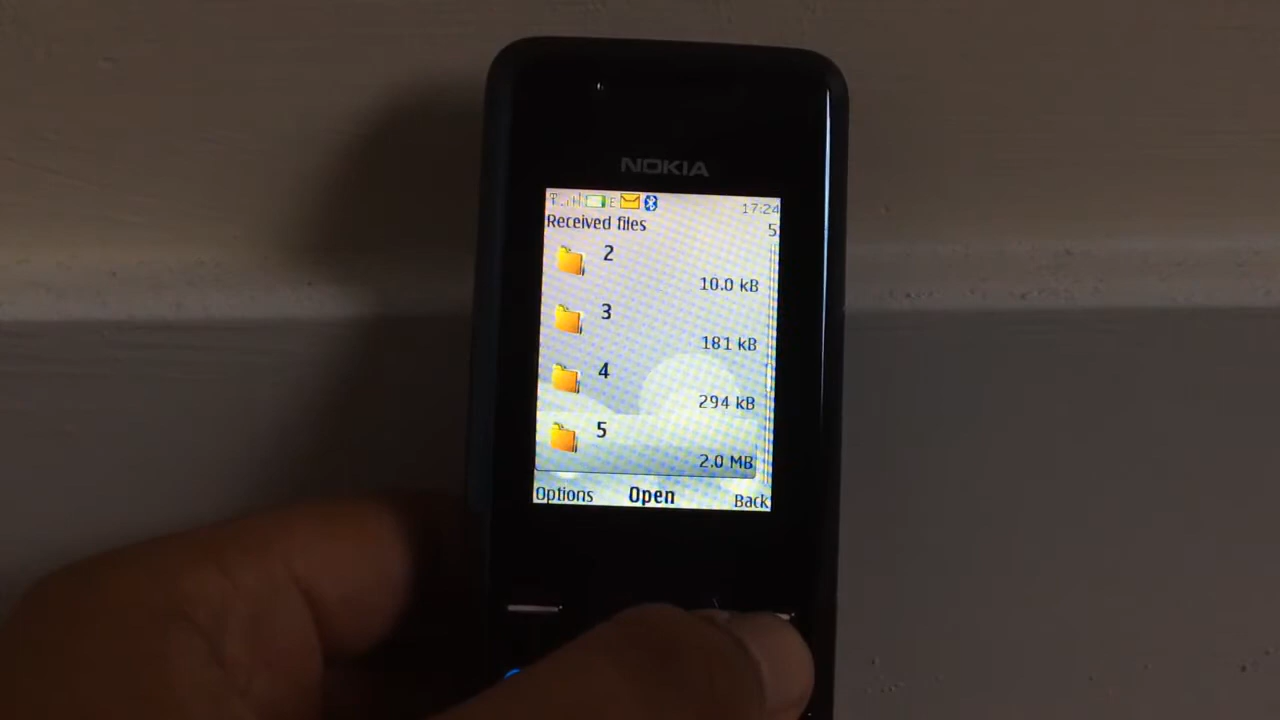 NOKIA
E 17:24
Received files 5
2
10.0 kB
3
181 kB
4
294 kB
5
2.0 MB
Options Open Back